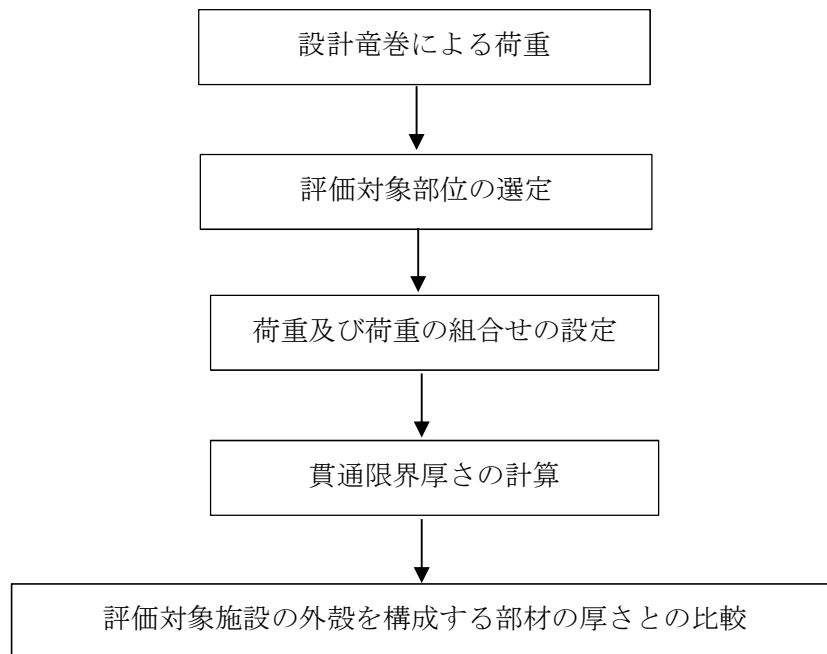 設計竜巻による荷重
評価対象部位の選定
荷重及び荷重の組合せの設定
貫通限界厚さの計算
評価対象施設の外殻を構成する部材の厚さとの比較